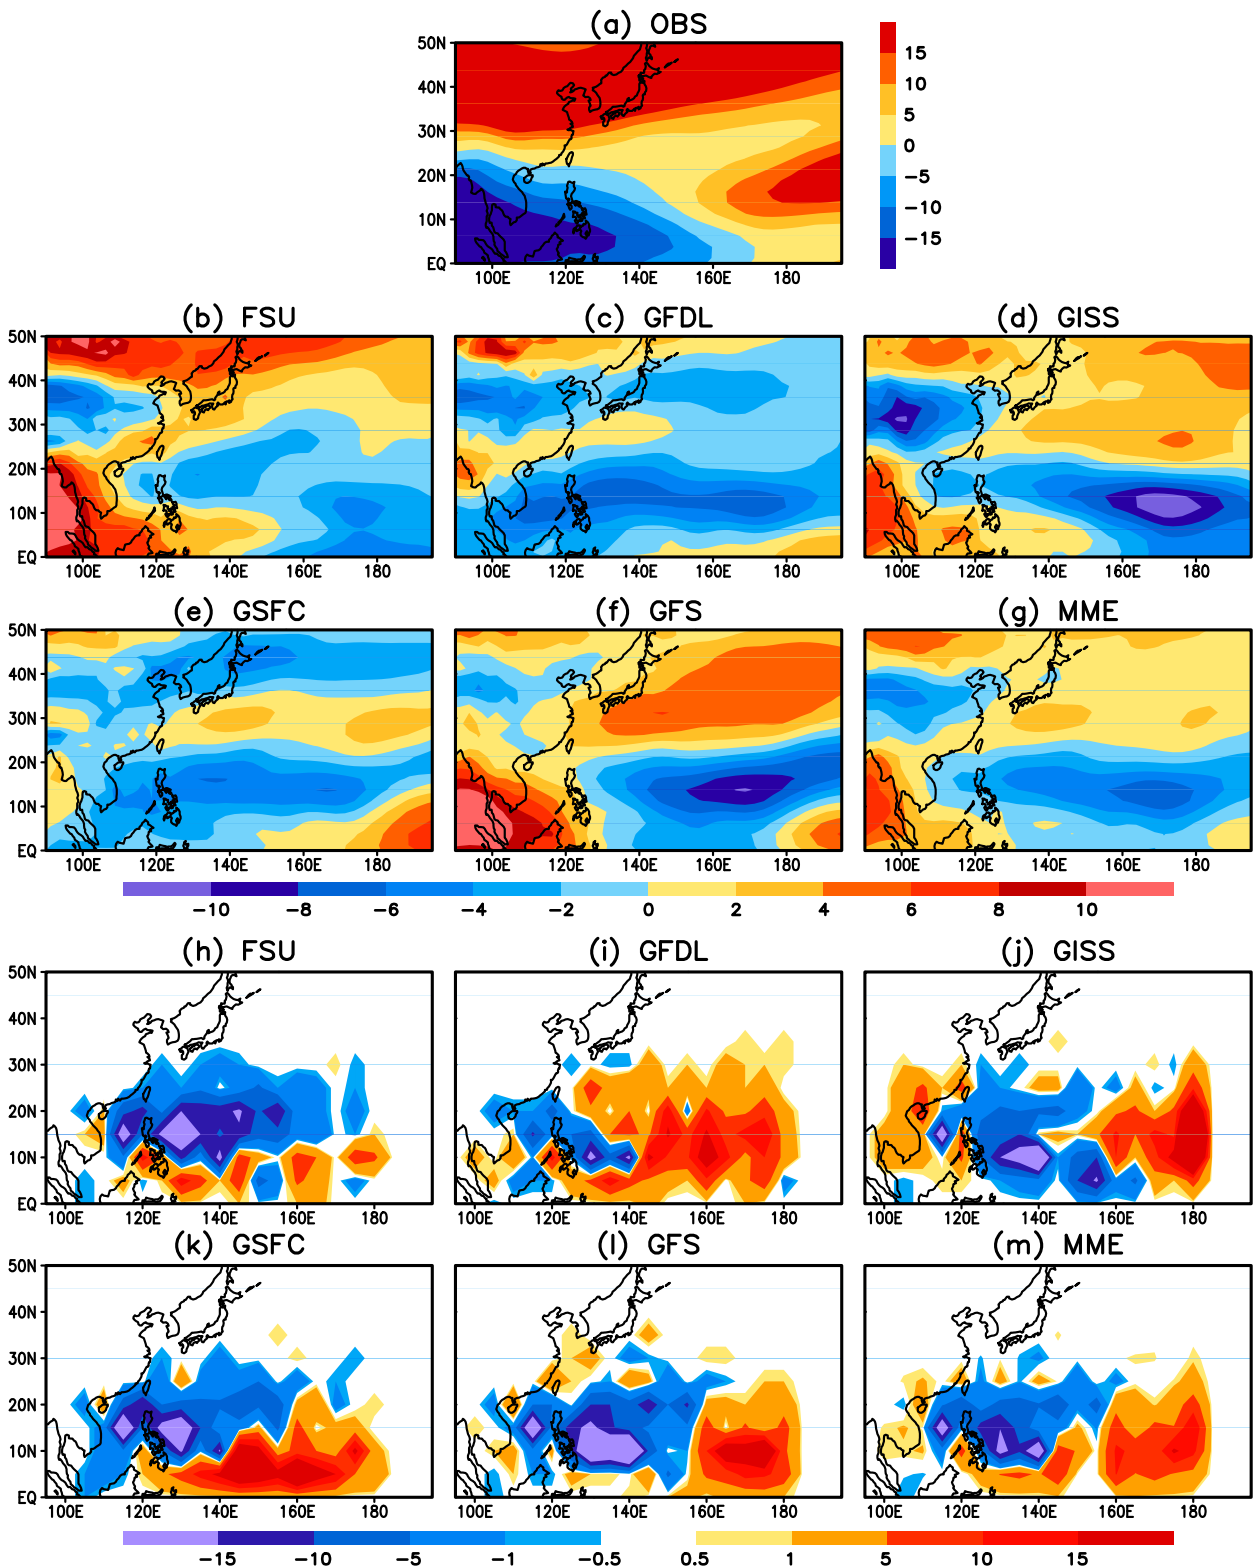 (a) OBS
50N
40N
30N
20N
10N
EQ
100E 120E 140E 160E 180
15
10
5
0
-5
-10
-15
(b) FSU (c) GFDL (d) GISS
50N
40N
30N
20N
10N
EQ
100E 120E 140E 160E 180 100E 120E 140E 160E 180 100E 120E 140E 160E 180
(e) GSFC (f) GFS (g) MME
50N
40N
30N
20N
10N
EQ
100E 120E 140E 160E 180 100E 120E 140E 160E 180 100E 120E 140E 160E 180
-10 -8 -6 -4 -2 0 2 4 6 8 10
(h) FSU (i) GFDL (j) GISS
50N
40N
30N
20N
10N
EQ
100E 120E 140E 160E 180 100E 120E 140E 160E 180 100E 120E 140E 160E 180
(k) GSFC (l) GFS (m) MME
50N
40N
30N
20N
10N
EQ
100E 120E 140E 160E 180 100E 120E 140E 160E 180 100E 120E 140E 160E 180
-15 -10 -5 -1 -0.5 0.5 1 5 10 15